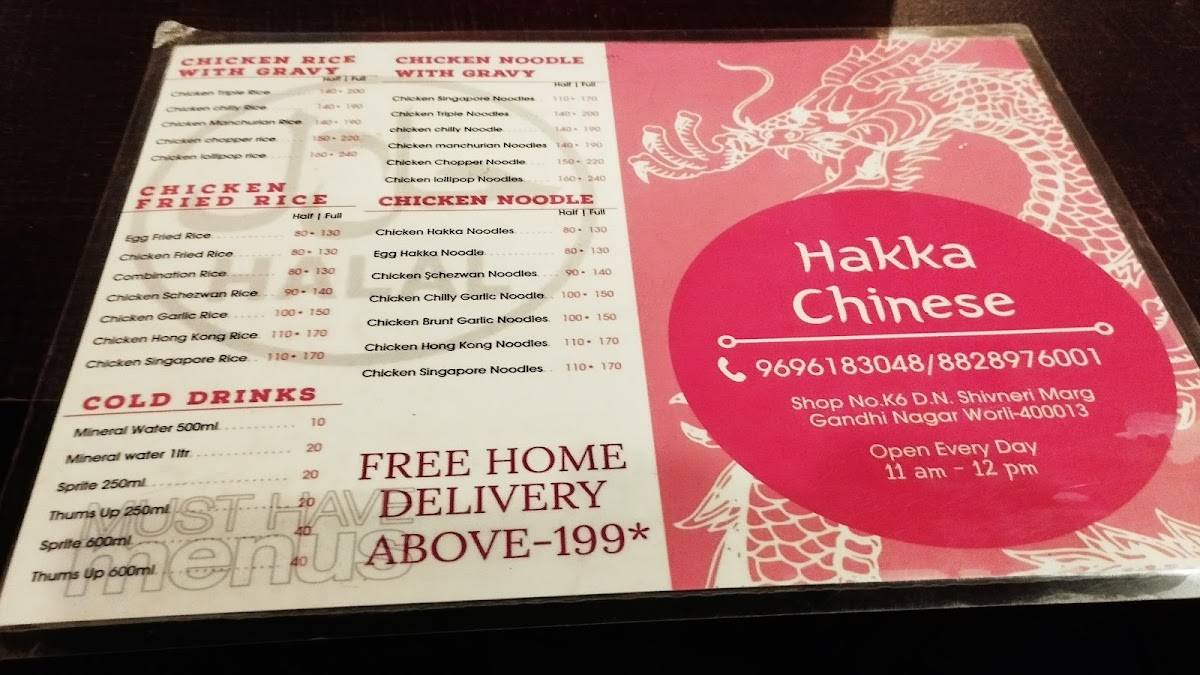 CHICKEN RICE
WITH GRAVY
Half | Full
Chicken Triple Rice 140 • 200
Chicken chilly Rice 140 • 190
Chicken Manchurian Rice 140 • 190
Chicken chopper rice 150 • 220
Chicken lollipop rice 160 • 240
CHICKEN
FRIED RICE
Half | Full
Egg Fried Rice 80 • 130
Chicken Fried Rice 80 • 130
Combination Rice 80 • 130
Chicken Schezwan Rice 90 • 140
Chicken Garlic Rice 100 • 150
Chicken Hong Kong Rice 110 • 170
Chicken Singapore Rice 110 • 170
COLD DRINKS
Mineral Water 500ml 10
Mineral water 1ltr 20
Sprite 250ml 20
Thums Up 250ml 20
Sprite 600ml 40
Thums Up 600ml 40
MUST HAVE
menus
HALAL
CHICKEN NOODLE
WITH GRAVY
Half | Full
Chicken Singapore Noodles 110 • 170
Chicken Triple Noodles 140 • 200
chicken chilly Noodle 140 • 190
Chicken manchurian Noodles 140 • 190
Chicken Chopper Noodle 150 • 220
Chicken lollipop Noodles 160 • 240
CHICKEN NOODLE
Half | Full
Chicken Hakka Noodles 80 • 130
Egg Hakka Noodle 80 • 130
Chicken Schezwan Noodles 90 • 140
Chicken Chilly Garlic Noodle 100 • 150
Chicken Brunt Garlic Noodles 100 • 150
Chicken Hong Kong Noodles 110 • 170
Chicken Singapore Noodles 110 • 170
FREE HOME
DELIVERY
ABOVE-199*
Hakka
Chinese
9696183048/8828976001
Shop No.K6 D.N. Shivneri Marg
Gandhi Nagar Worli-400013
Open Every Day
11 am - 12 pm